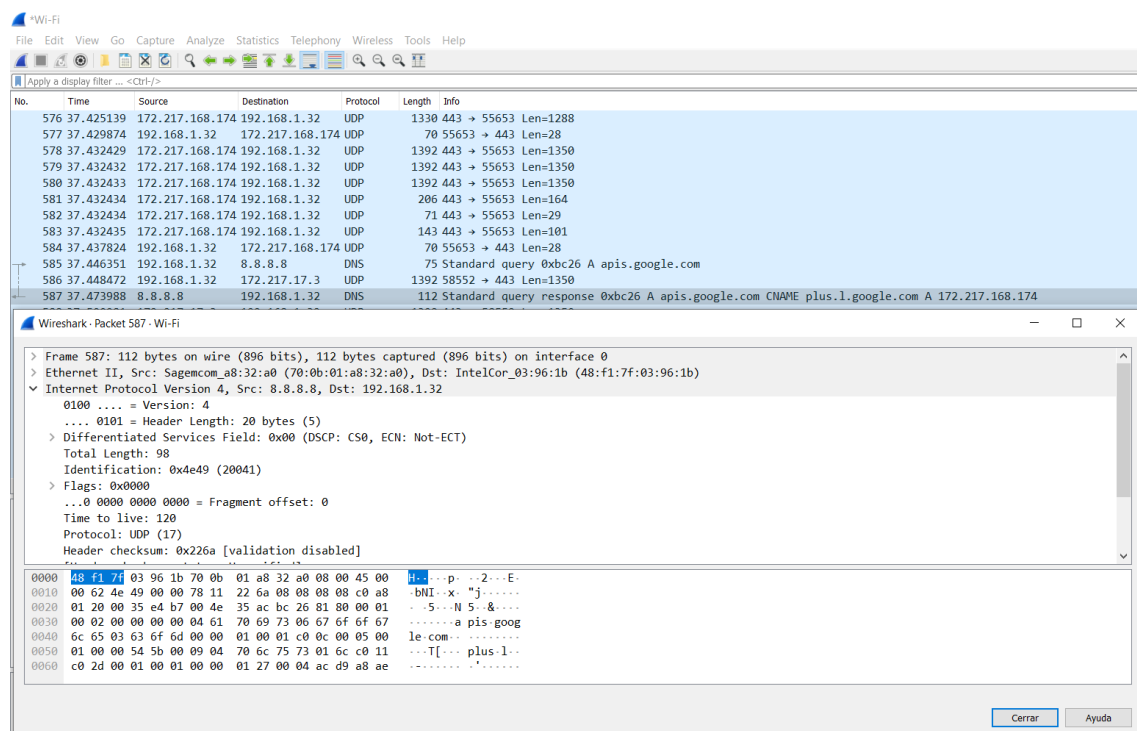 *Wi-Fi
File Edit View Go Capture Analyze Statistics Telephony Wireless Tools Help
Apply a display filter ... <Ctrl-/>
No. Time Source Destination Protocol Length Info
576 37.425139 172.217.168.174 192.168.1.32 UDP 1330 443 → 55653 Len=1288
577 37.429874 192.168.1.32 172.217.168.174 UDP 70 55653 → 443 Len=28
578 37.432429 172.217.168.174 192.168.1.32 UDP 1392 443 → 55653 Len=1350
579 37.432432 172.217.168.174 192.168.1.32 UDP 1392 443 → 55653 Len=1350
580 37.432433 172.217.168.174 192.168.1.32 UDP 1392 443 → 55653 Len=1350
581 37.432434 172.217.168.174 192.168.1.32 UDP 206 443 → 55653 Len=164
582 37.432434 172.217.168.174 192.168.1.32 UDP 71 443 → 55653 Len=29
583 37.432435 172.217.168.174 192.168.1.32 UDP 143 443 → 55653 Len=101
584 37.437824 192.168.1.32 172.217.168.174 UDP 70 55653 → 443 Len=28
585 37.446351 192.168.1.32 8.8.8.8 DNS 75 Standard query 0xbc26 A apis.google.com
586 37.448472 192.168.1.32 172.217.17.3 UDP 1392 58552 → 443 Len=1350
587 37.473988 8.8.8.8 192.168.1.32 DNS 112 Standard query response 0xbc26 A apis.google.com CNAME plus.l.google.com A 172.217.168.174
Wireshark · Packet 587 · Wi-Fi
Frame 587: 112 bytes on wire (896 bits), 112 bytes captured (896 bits) on interface 0
Ethernet II, Src: Sagemcom_a8:32:a0 (70:0b:01:a8:32:a0), Dst: IntelCor_03:96:1b (48:f1:7f:03:96:1b)
Internet Protocol Version 4, Src: 8.8.8.8, Dst: 192.168.1.32
0100 .... = Version: 4
.... 0101 = Header Length: 20 bytes (5)
Differentiated Services Field: 0x00 (DSCP: CS0, ECN: Not-ECT)
Total Length: 98
Identification: 0x4e49 (20041)
Flags: 0x0000
...0 0000 0000 0000 = Fragment offset: 0
Time to live: 120
Protocol: UDP (17)
Header checksum: 0x226a [validation disabled]
0000 48 f1 7f 03 96 1b 70 0b 01 a8 32 a0 08 00 45 00 H·····p· ··2···E·
0010 00 62 4e 49 00 00 78 11 22 6a 08 08 08 08 c0 a8 ·bNI··x· "j······
0020 01 20 00 35 e4 b7 00 4e 35 ac bc 26 81 80 00 01 · ·5···N 5··&····
0030 00 02 00 00 00 00 04 61 70 69 73 06 67 6f 6f 67 ·······a pis·goog
0040 6c 65 03 63 6f 6d 00 00 01 00 01 c0 0c 00 05 00 le·com·· ········
0050 01 00 00 54 5b 00 09 04 70 6c 75 73 01 6c c0 11 ···T[··· plus·l··
0060 c0 2d 00 01 00 01 00 00 01 27 00 04 ac d9 a8 ae ·-······ ·'······
Cerrar Ayuda